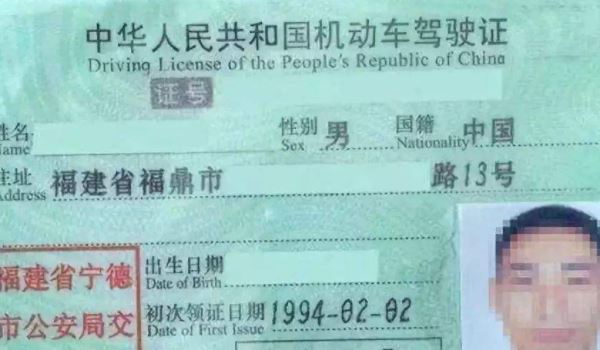 中华人民共和国机动车驾驶证
Driving License of the People's Republic of China
证号
姓名 性别 男 国籍 中国
Name Sex Nationality
住址 福建省福鼎市 路13号
Address
出生日期
Date of Birth
福建省宁德
初次领证日期 1994-02-02
市公安局交
Date of First Issue